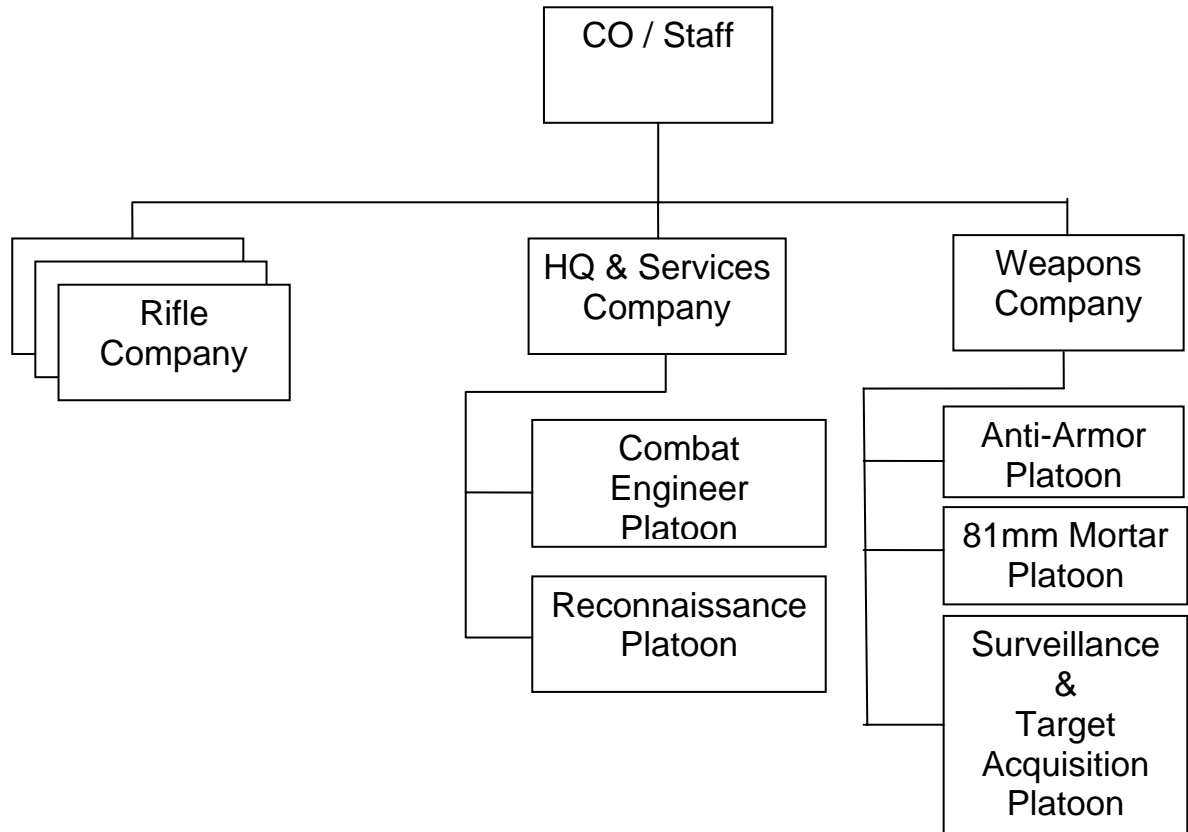 CO / Staff
Rifle
Company
HQ & Services
Company
Weapons
Company
Combat
Engineer
Platoon
Reconnaissance
Platoon
Anti-Armor
Platoon
81mm Mortar
Platoon
Surveillance
&
Target
Acquisition
Platoon